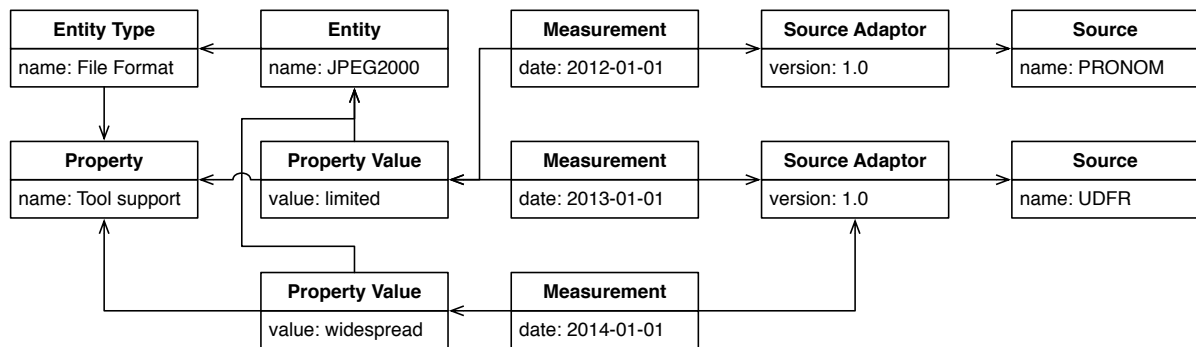 Entity Type
name: File Format
Entity
name: JPEG2000
Measurement
date: 2012-01-01
Source Adaptor
version: 1.0
Source
name: PRONOM
Property
name: Tool support
Property Value
value: limited
Measurement
date: 2013-01-01
Source Adaptor
version: 1.0
Source
name: UDFR
Property Value
value: widespread
Measurement
date: 2014-01-01